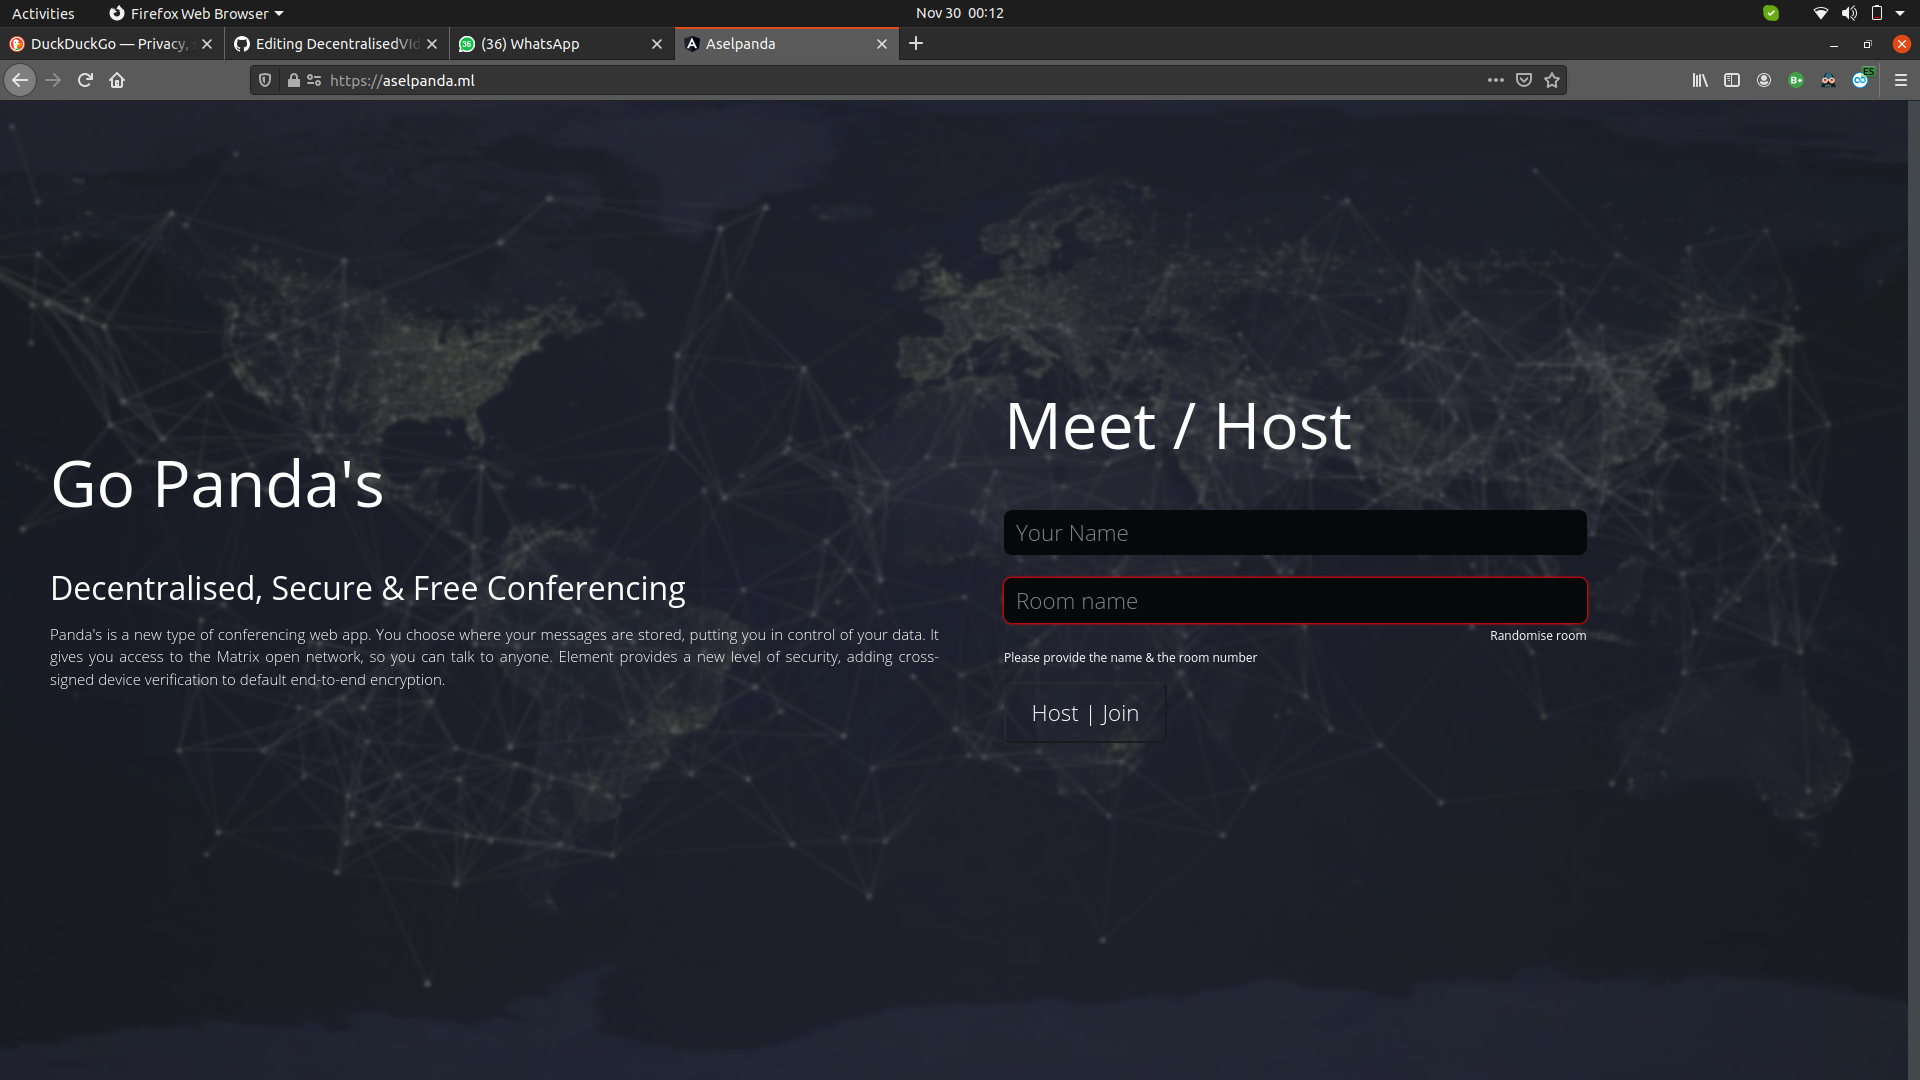 Activities
Firefox Web Browser
Nov 30 00:12
DuckDuckGo — Privacy,
Editing DecentralisedVId
(36) WhatsApp
Aselpanda
https://aselpanda.ml
ES
Meet / Host
Go Panda's
Your Name
Decentralised, Secure & Free Conferencing
Room name
Panda's is a new type of conferencing web app. You choose where your messages are stored, putting you in control of your data. It
gives you access to the Matrix open network, so you can talk to anyone. Element provides a new level of security, adding cross-
signed device verification to default end-to-end encryption.
Randomise room
Please provide the name & the room number
Host | Join